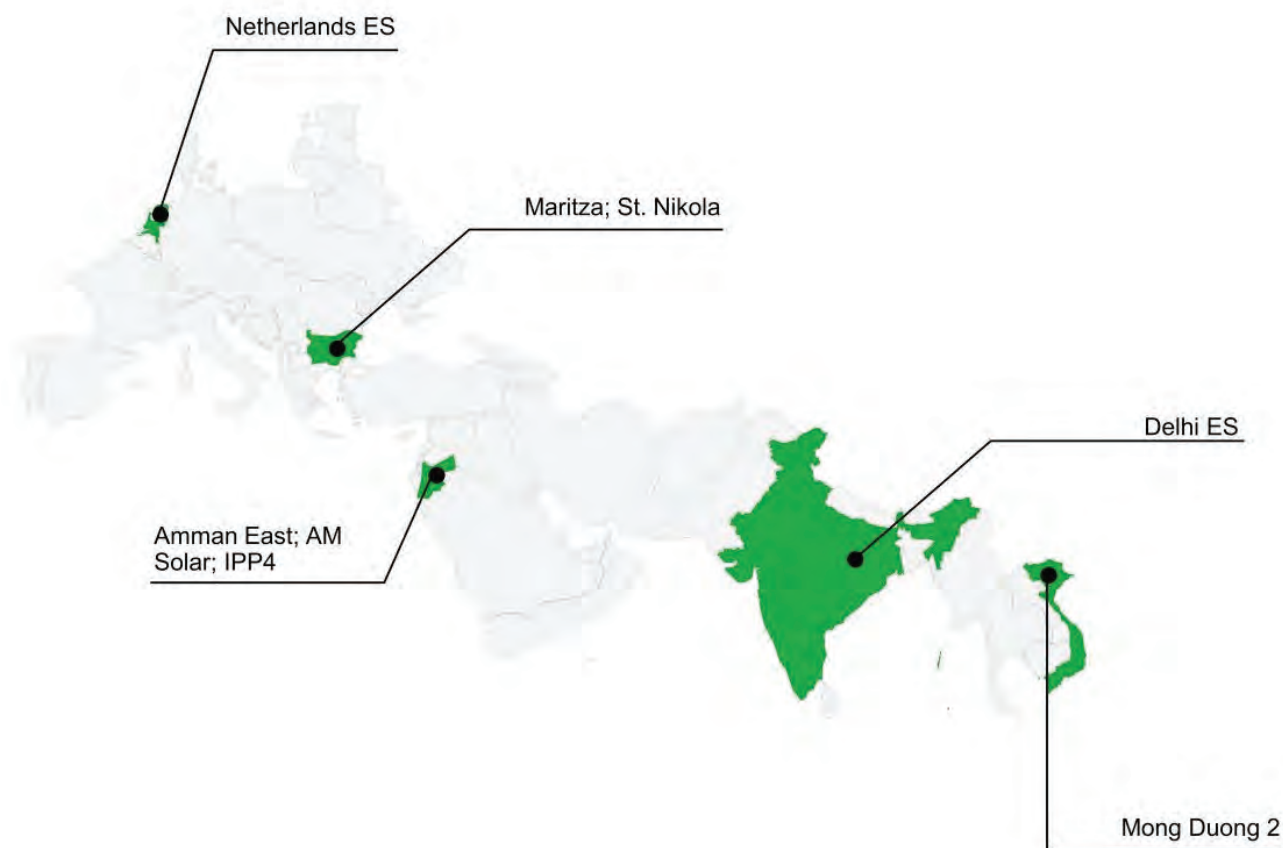 Netherlands ES
Maritza; St. Nikola
Delhi ES
Amman East; AM
Solar; IPP4
Mong Duong 2